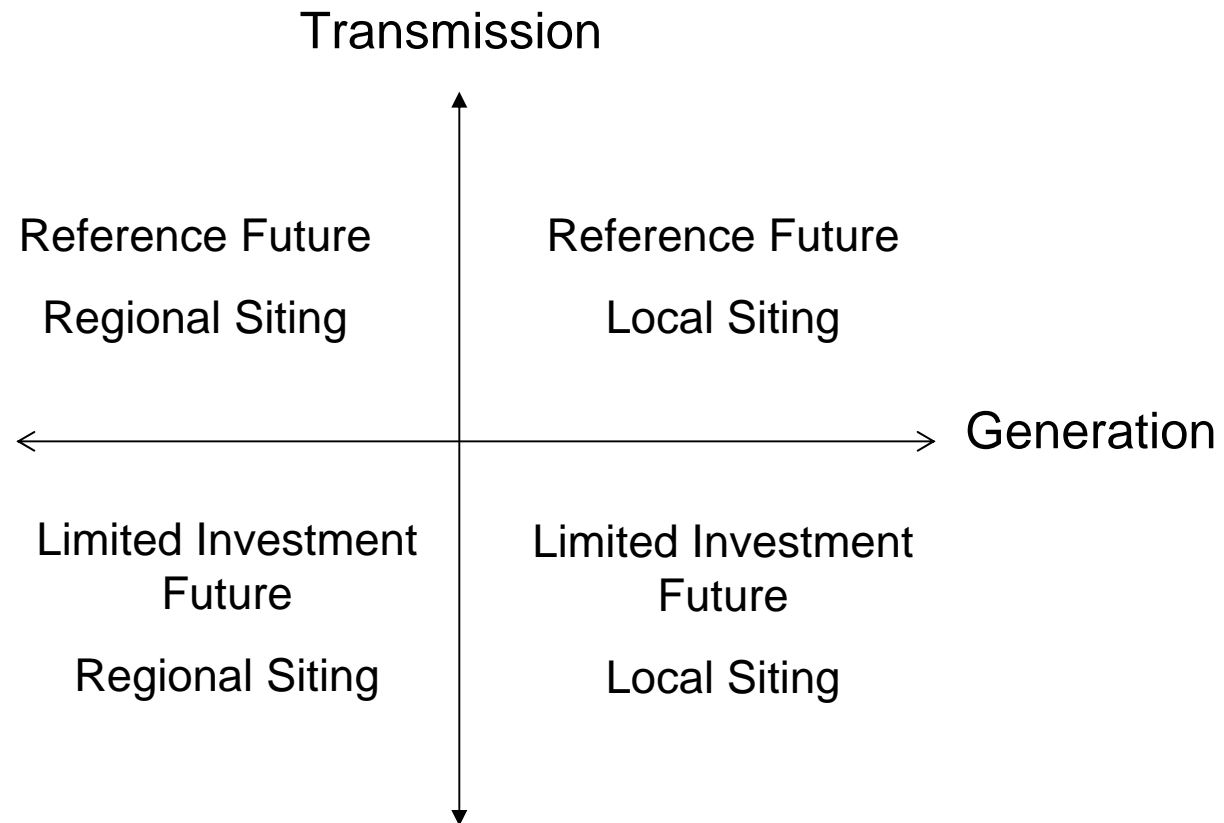 Transmission
Reference Future
Regional Siting
Reference Future
Local Siting
Generation
Limited Investment
Future
Regional Siting
Limited Investment
Future
Local Siting